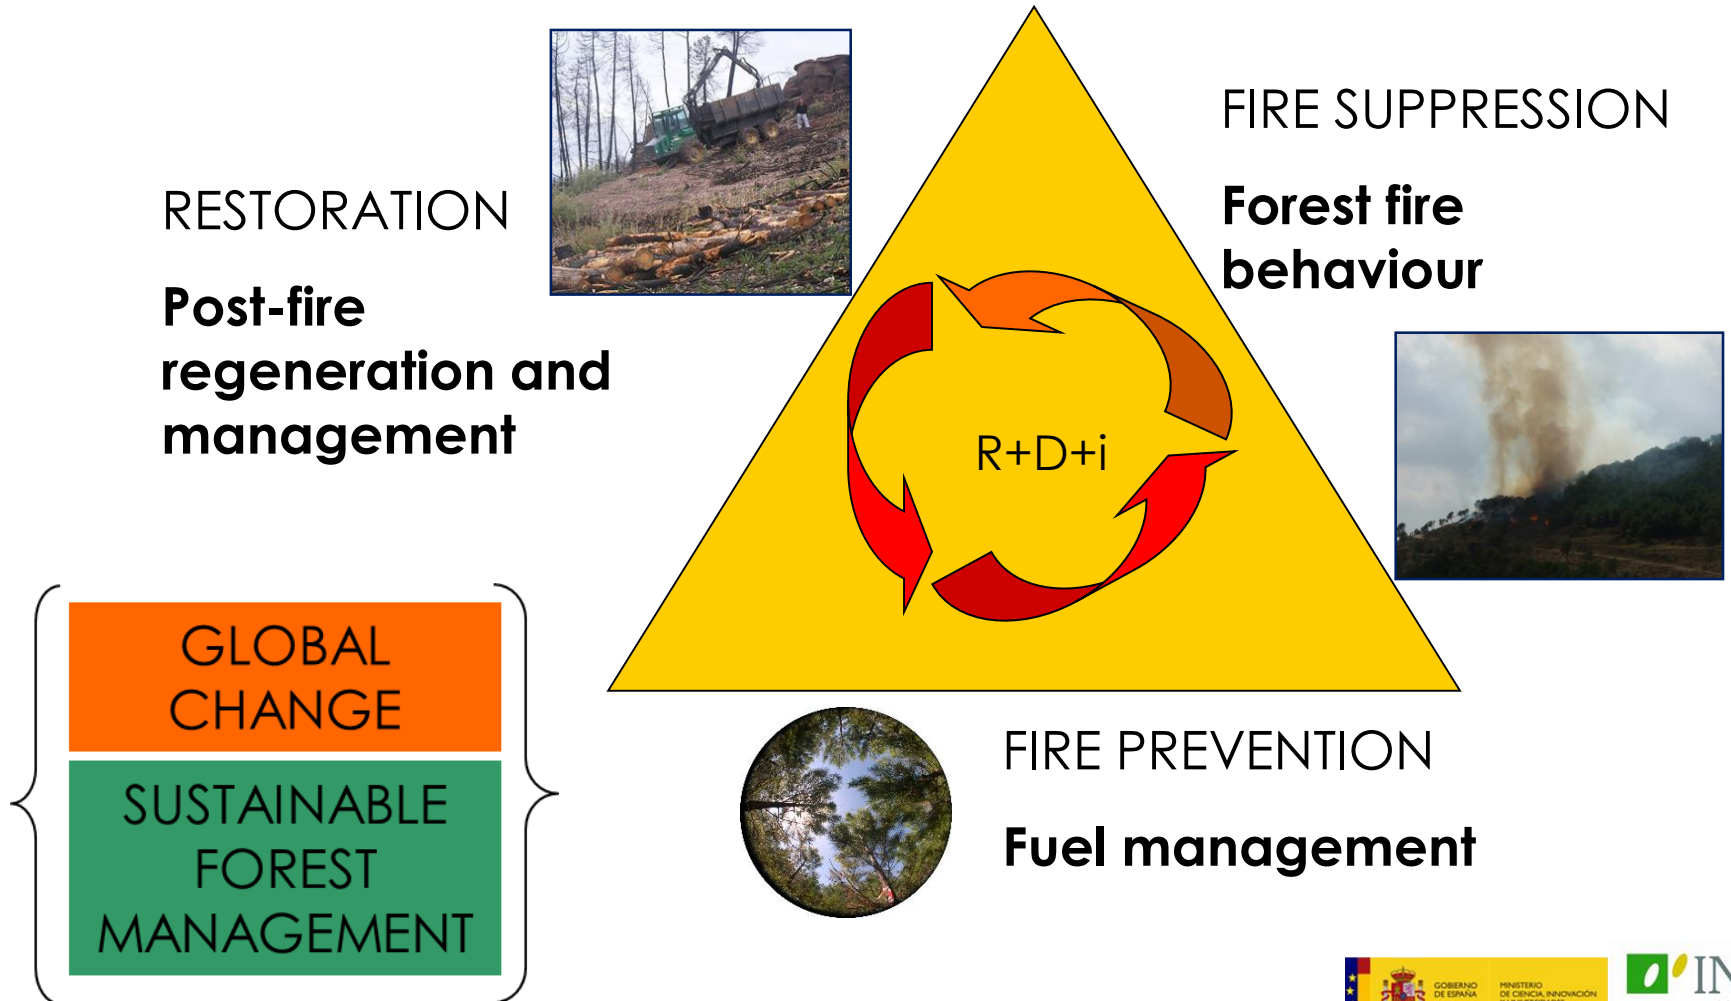 FIRE SUPPRESSION
Forest fire
behaviour
RESTORATION
Post-fire
regeneration and
management
R+D+i
GLOBAL
CHANGE
SUSTAINABLE
FOREST
MANAGEMENT
FIRE PREVENTION
Fuel management
GOBIERNO
DE ESPAÑA
MINISTERIO
DE CIENCIA, INNOVACIÓN
IN